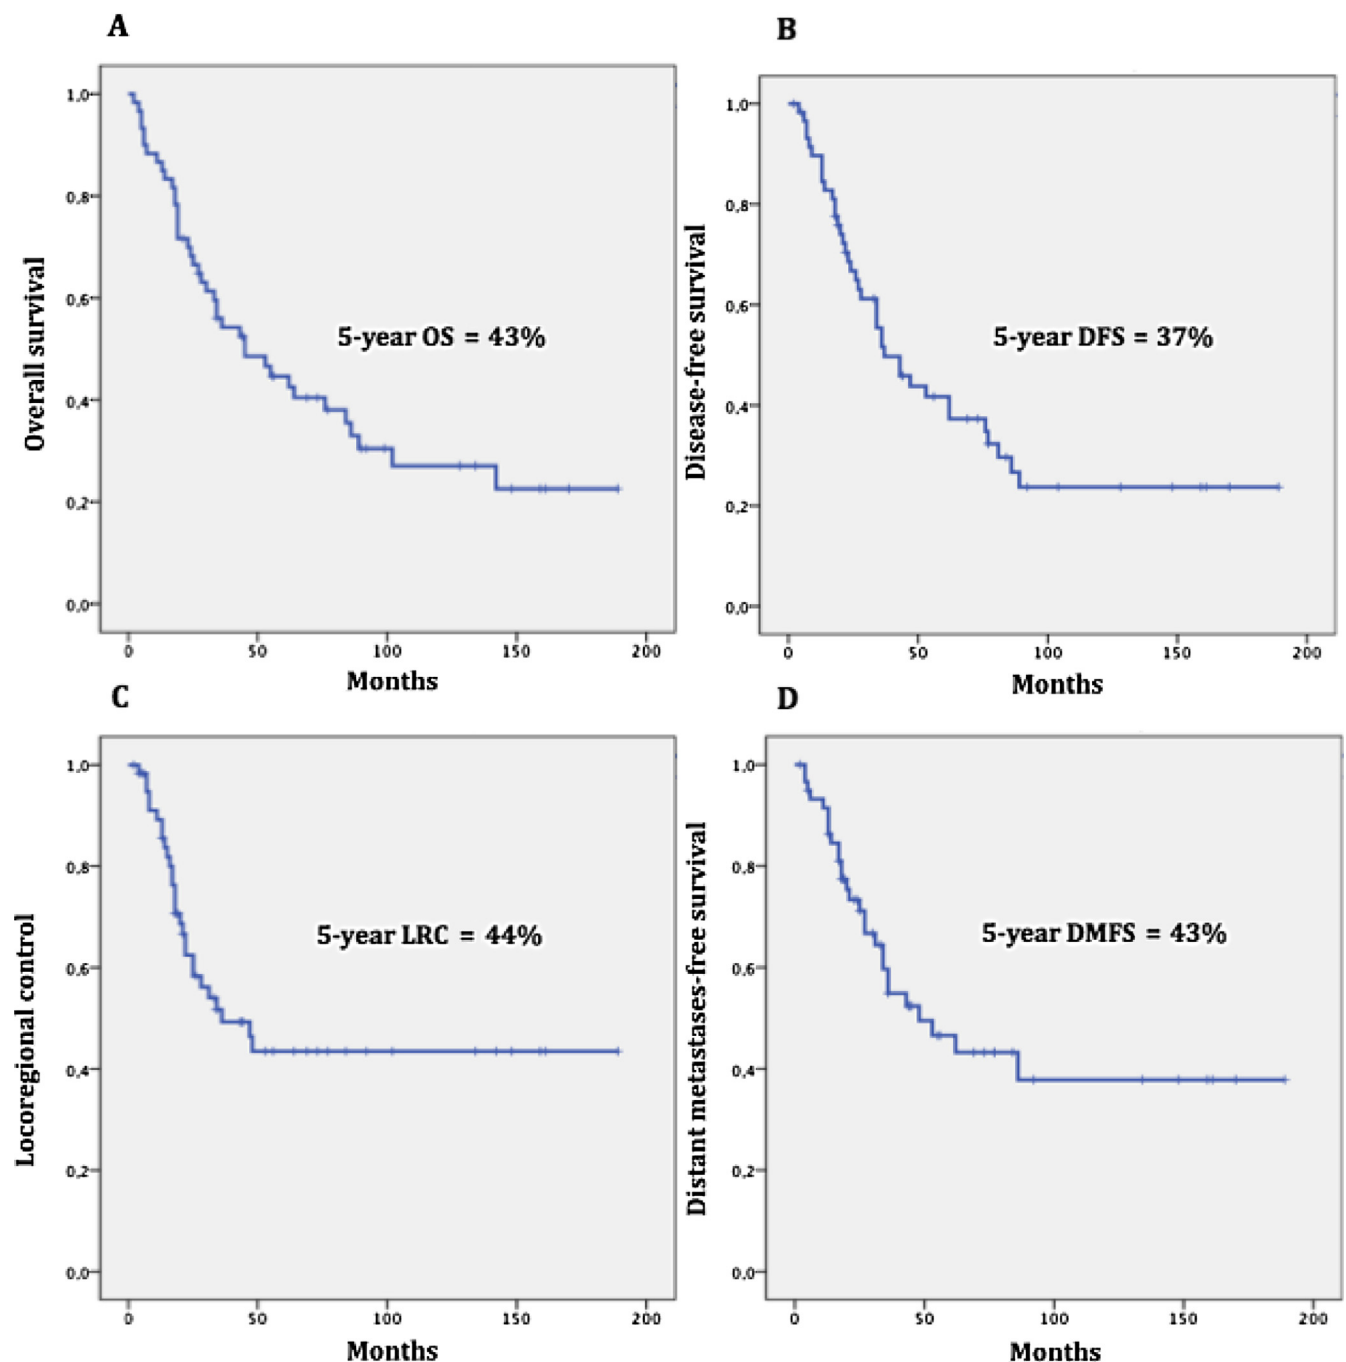 A
Overall survival
1,0
0,8
0,6
0,4
0,2
0,0
5-year OS = 43%
0 50 100 150 200
Months
B
Disease-free survival
1,0
0,8
0,6
0,4
0,2
0,0
5-year DFS = 37%
0 50 100 150 200
Months
C
Locoregional control
1,0
0,8
0,6
0,4
0,2
0,0
5-year LRC = 44%
0 50 100 150 200
Months
D
Distant metastases-free survival
1,0
0,8
0,6
0,4
0,2
0,0
5-year DMFS = 43%
0 50 100 150 200
Months